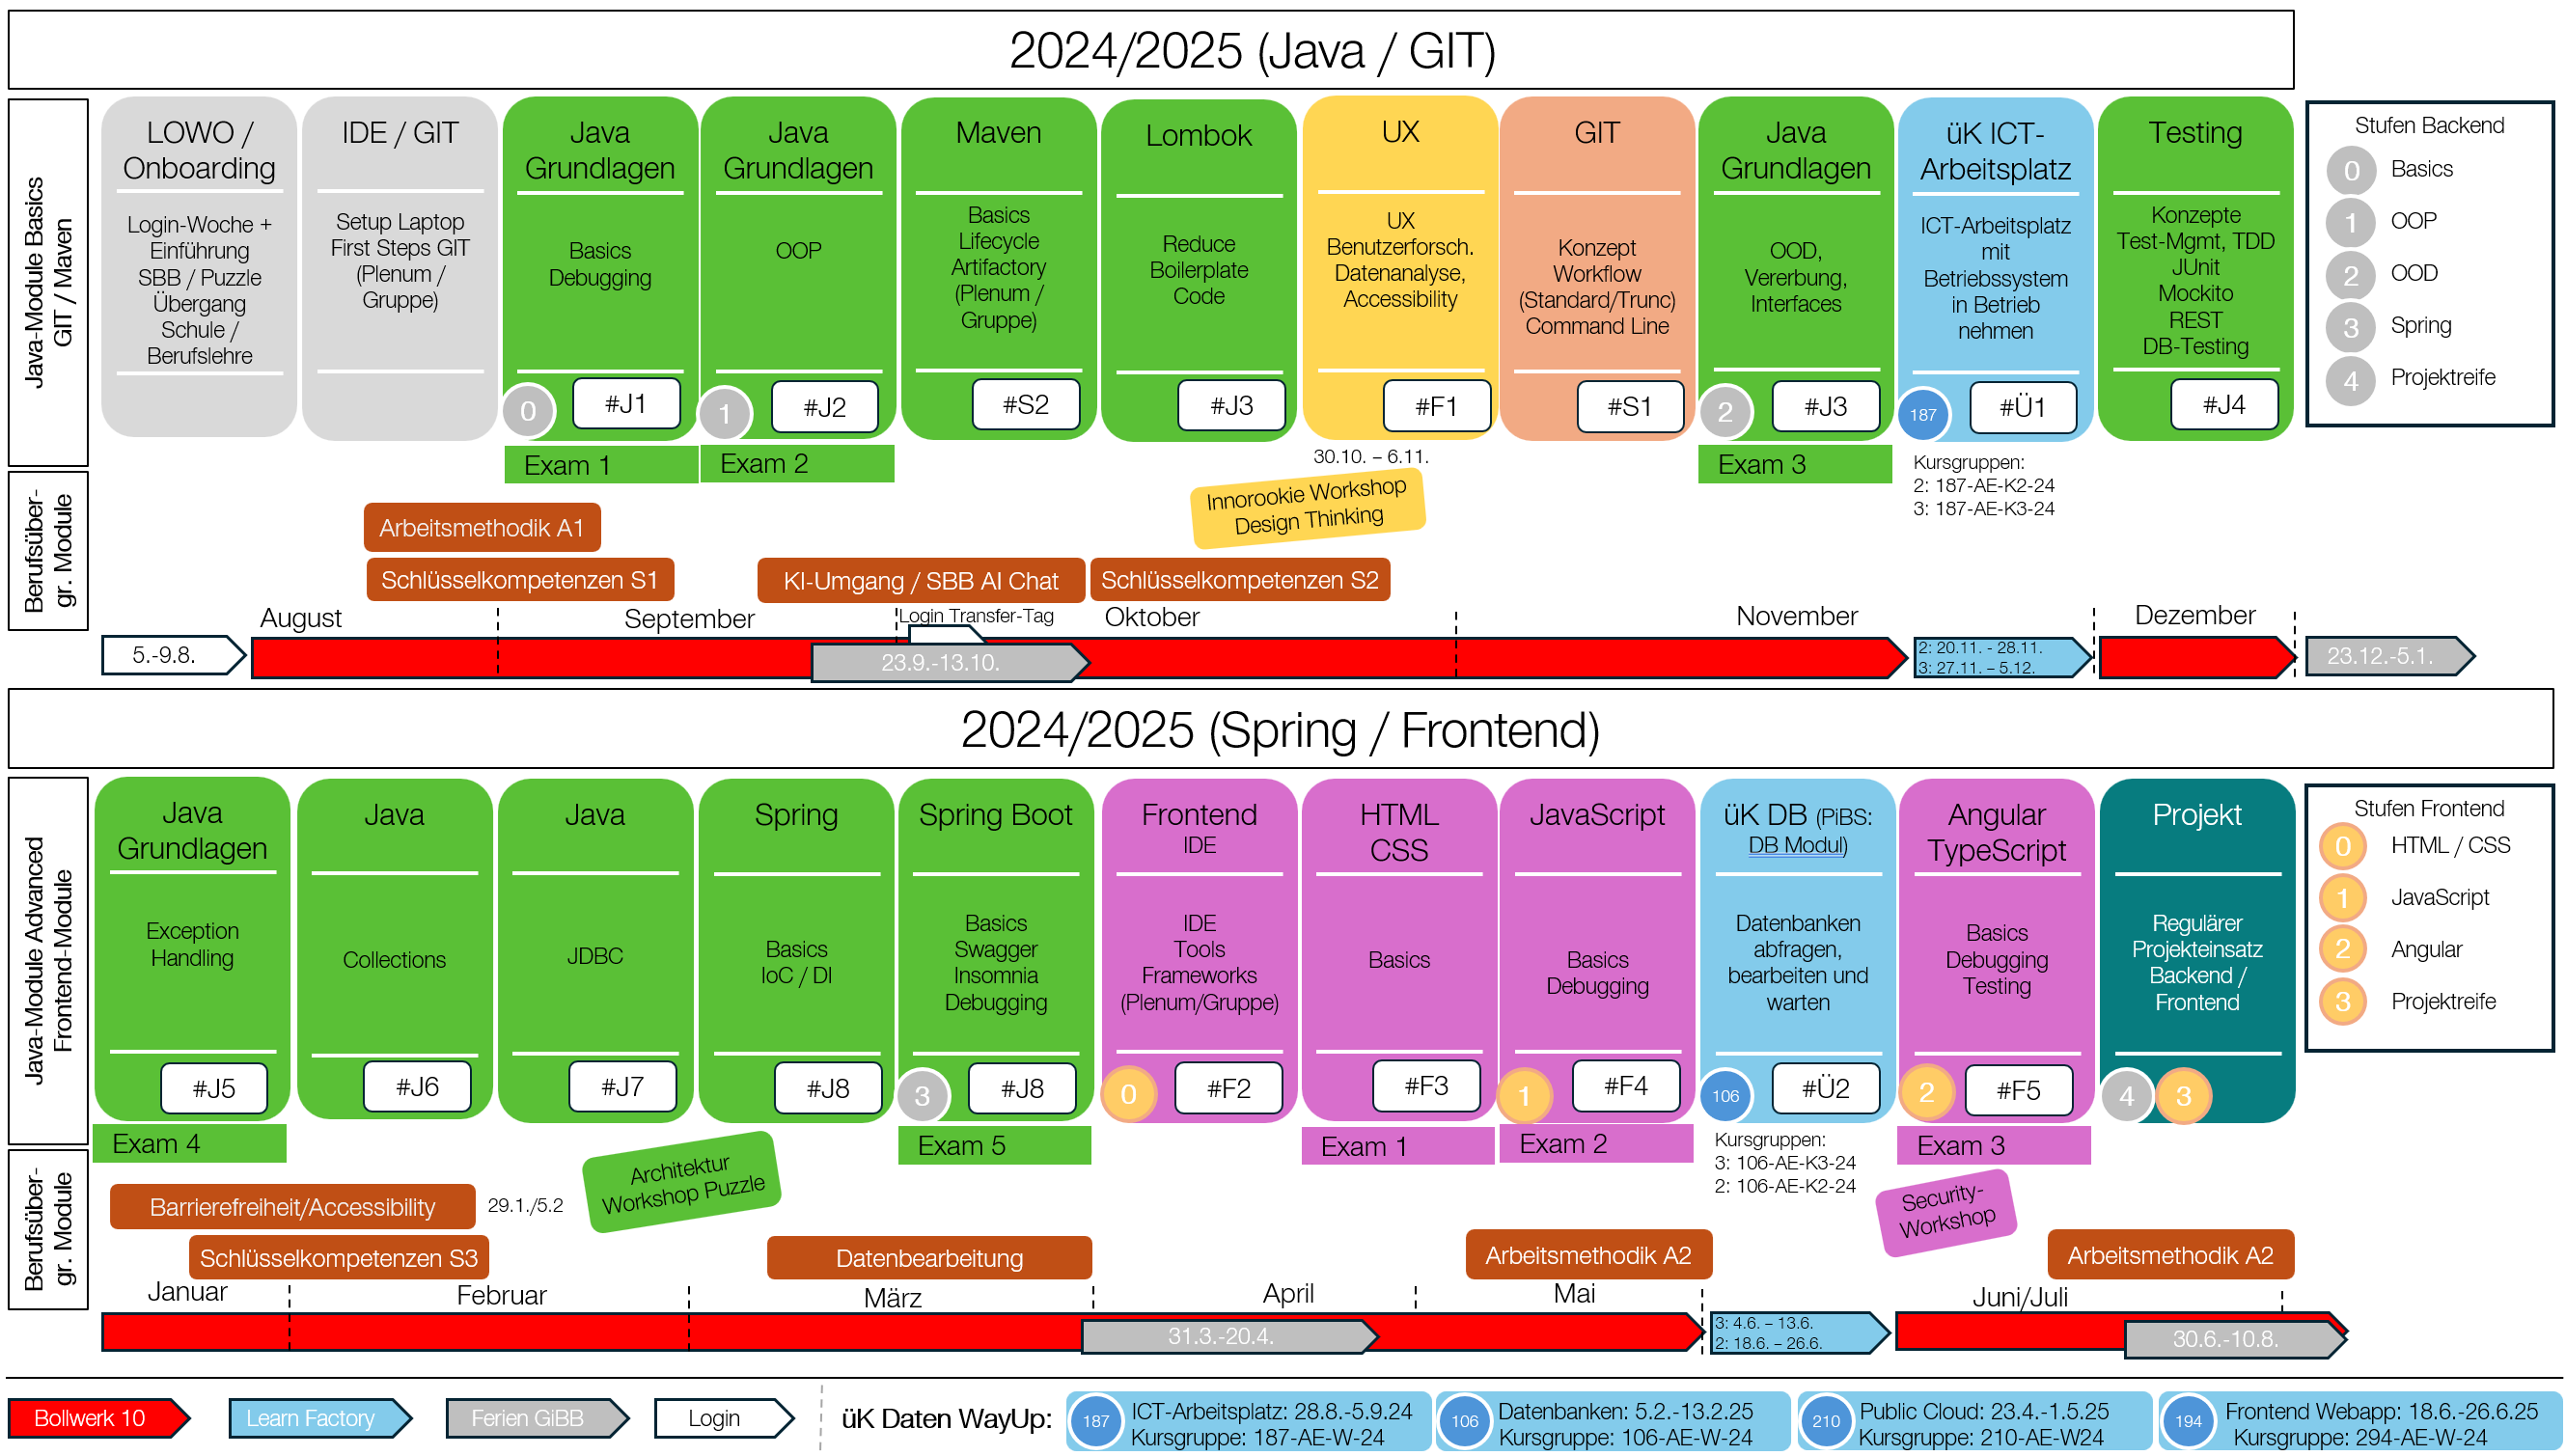 2024/2025 (Java / GIT)
Java-Module Basics
GIT / Maven
LOWO /
Onboarding
Login-Woche +
Einführung
SBB / Puzzle
Übergang
Schule /
Berufslehre
IDE / GIT
Setup Laptop
First Steps GIT
(Plenum /
Gruppe)
Java
Grundlagen
Basics
Debugging
0
#J1
Exam 1
Java
Grundlagen
OOP
1
#J2
Exam 2
Maven
Basics
Lifecycle
Artifactory
(Plenum /
Gruppe)
#S2
Lombok
Reduce
Boilerplate
Code
#J3
UX
UX
Benutzerforsch.
Datenanalyse,
Accessibility
#F1
30.10. – 6.11.
GIT
Konzept
Workflow
(Standard/Trunc)
Command Line
#S1
Java
Grundlagen
OOD,
Vererbung,
Interfaces
2
#J3
Exam 3
üK ICT-
Arbeitsplatz
ICT-Arbeitsplatz
mit
Betriebssystem
in Betrieb
nehmen
187
#Ü1
Kursgruppen:
2: 187-AE-K2-24
3: 187-AE-K3-24
Testing
Konzepte
Test-Mgmt, TDD
JUnit
Mockito
REST
DB-Testing
#J4
Stufen Backend
0 Basics
1 OOP
2 OOD
3 Spring
4 Projektreife
Berufsüber-
gr. Module
Innorookie Workshop
Design Thinking
Arbeitsmethodik A1
Schlüsselkompetenzen S1
KI-Umgang / SBB AI Chat
Schlüsselkompetenzen S2
August
September
Login Transfer-Tag
Oktober
November
Dezember
5.-9.8.
23.9.-13.10.
2: 20.11. - 28.11.
3: 27.11. – 5.12.
23.12.-5.1.
2024/2025 (Spring / Frontend)
Java-Module Advanced
Frontend-Module
Java
Grundlagen
Exception
Handling
#J5
Exam 4
Java
Collections
#J6
Java
JDBC
#J7
Spring
Basics
IoC / DI
#J8
Spring Boot
Basics
Swagger
Insomnia
Debugging
3
#J8
Exam 5
Frontend
IDE
IDE
Tools
Frameworks
(Plenum/Gruppe)
0
#F2
HTML
CSS
Basics
#F3
Exam 1
JavaScript
Basics
Debugging
1
#F4
Exam 2
üK DB (PiBS:
DB Modul)
Datenbanken
abfragen,
bearbeiten und
warten
106
#Ü2
Kursgruppen:
3: 106-AE-K3-24
2: 106-AE-K2-24
Angular
TypeScript
Basics
Debugging
Testing
2
#F5
Exam 3
Projekt
Regulärer
Projekteinsatz
Backend /
Frontend
4
3
Stufen Frontend
0 HTML / CSS
1 JavaScript
2 Angular
3 Projektreife
Berufsüber-
gr. Module
Barrierefreiheit/Accessibility
29.1./5.2
Architektur
Workshop Puzzle
Security-
Workshop
Schlüsselkompetenzen S3
Datenbearbeitung
Arbeitsmethodik A2
Arbeitsmethodik A2
Januar
Februar
März
April
Mai
Juni/Juli
31.3.-20.4.
3: 4.6. – 13.6.
2: 18.6. – 26.6.
30.6.-10.8.
Bollwerk 10
Learn Factory
Ferien GiBB
Login
üK Daten WayUp:
187
ICT-Arbeitsplatz: 28.8.-5.9.24
Kursgruppe: 187-AE-W-24
106
Datenbanken: 5.2.-13.2.25
Kursgruppe: 106-AE-W-24
210
Public Cloud: 23.4.-1.5.25
Kursgruppe: 210-AE-W24
194
Frontend Webapp: 18.6.-26.6.25
Kursgruppe: 294-AE-W-24